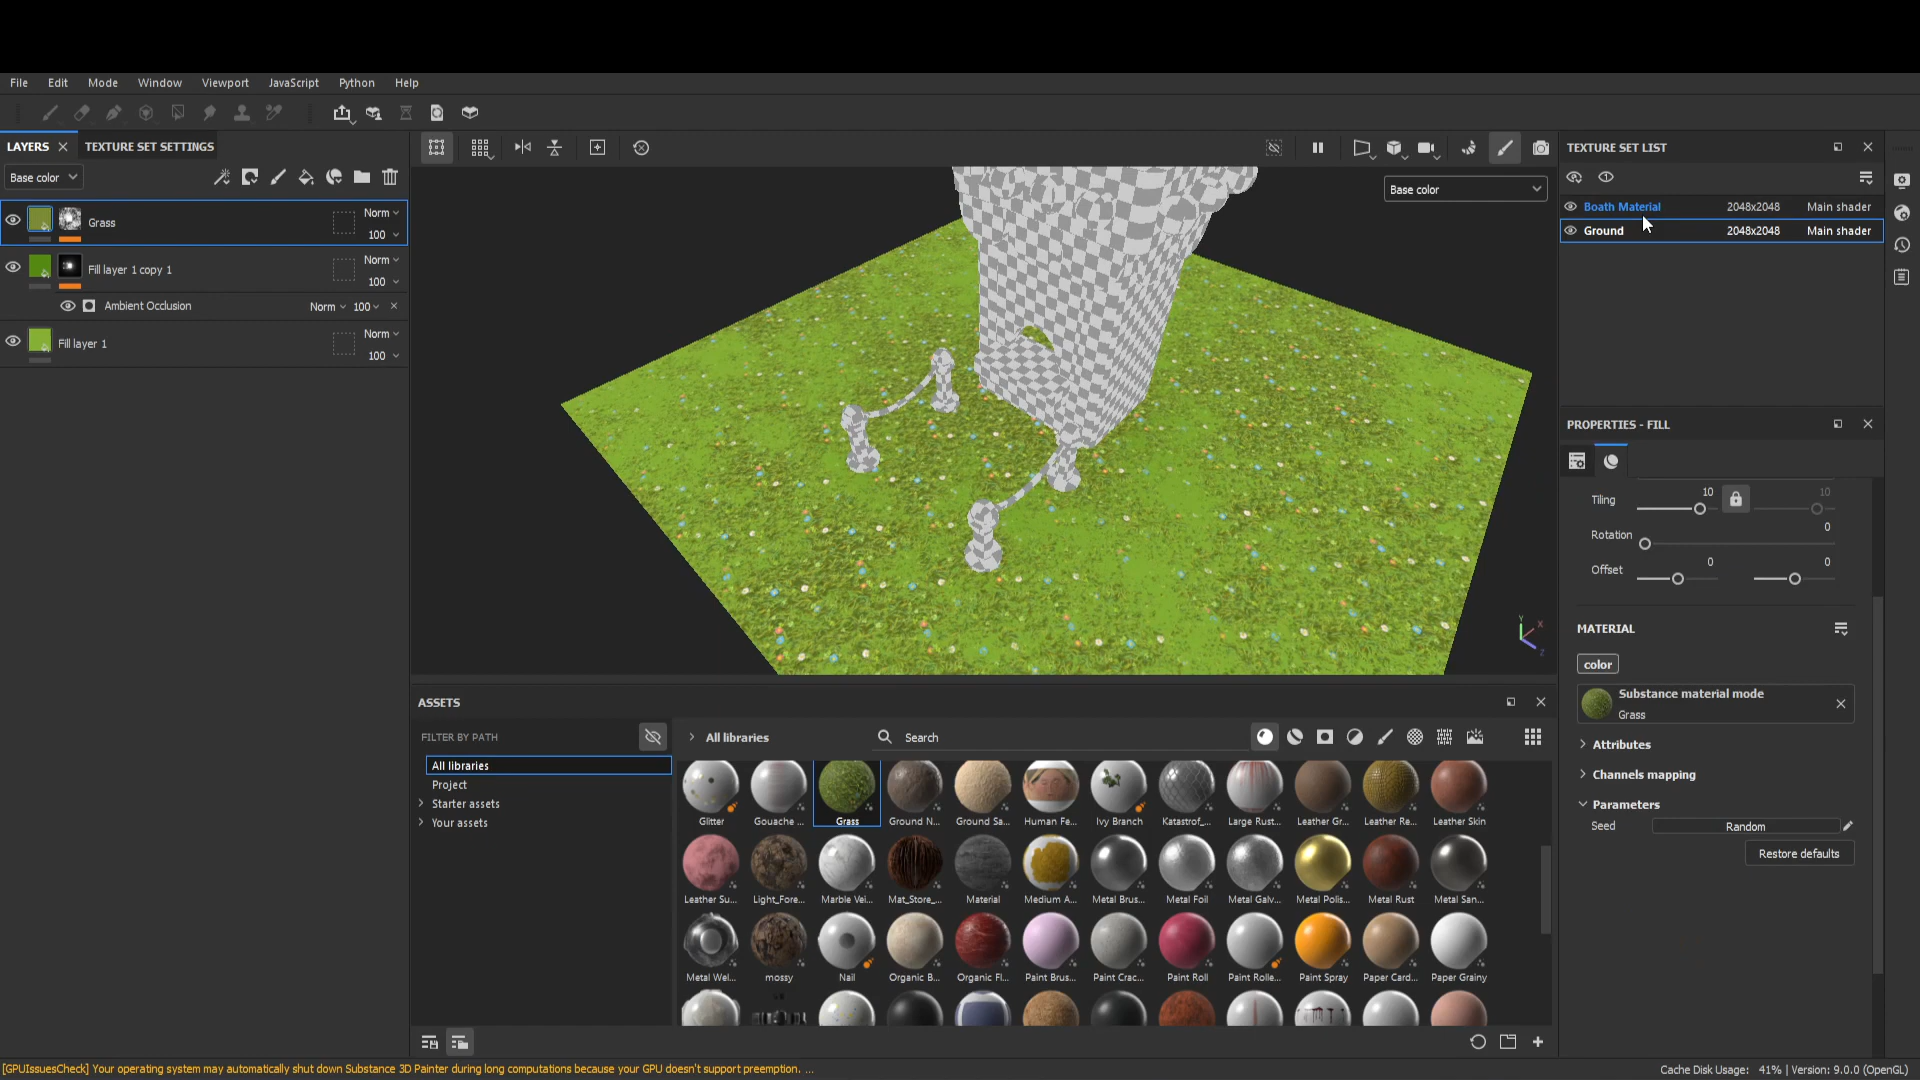 File Edit Mode Window Viewport JavaScript Python Help
LAYERS TEXTURE SET SETTINGS
Base color
Grass Norm 100
Fill layer 1 copy 1 Norm 100
Ambient Occlusion Norm 100
Fill layer 1 Norm 100
Base color
TEXTURE SET LIST
Boath Material 2048x2048 Main shader
Ground 2048x2048 Main shader
PROPERTIES - FILL
Tiling 10 10
Rotation 0
Offset 0 0
MATERIAL
color
Substance material mode
Grass
Attributes
Channels mapping
Parameters
Seed Random
Restore defaults
Y X Z
ASSETS
FILTER BY PATH
All libraries
Project
Starter assets
Your assets
All libraries Search
Glitter Gouache ... Grass Ground N... Ground Sa... Human Fe... Ivy Branch Katastrof_... Large Rust... Leather Gr... Leather Re... Leather Skin
Leather Su... Light_Fore... Marble Vei... Mat_Store_... Material Medium A... Metal Brus... Metal Foil Metal Galv... Metal Polis... Metal Rust Metal San...
Metal Wel... mossy Nail Organic B... Organic Fl... Paint Brus... Paint Crac... Paint Roll Paint Rolle... Paint Spray Paper Card... Paper Grainy
[GPUIssuesCheck] Your operating system may automatically shut down Substance 3D Painter during long computations because your GPU doesn't support preemption. ...
Cache Disk Usage: 41% | Version: 9.0.0 (OpenGL)